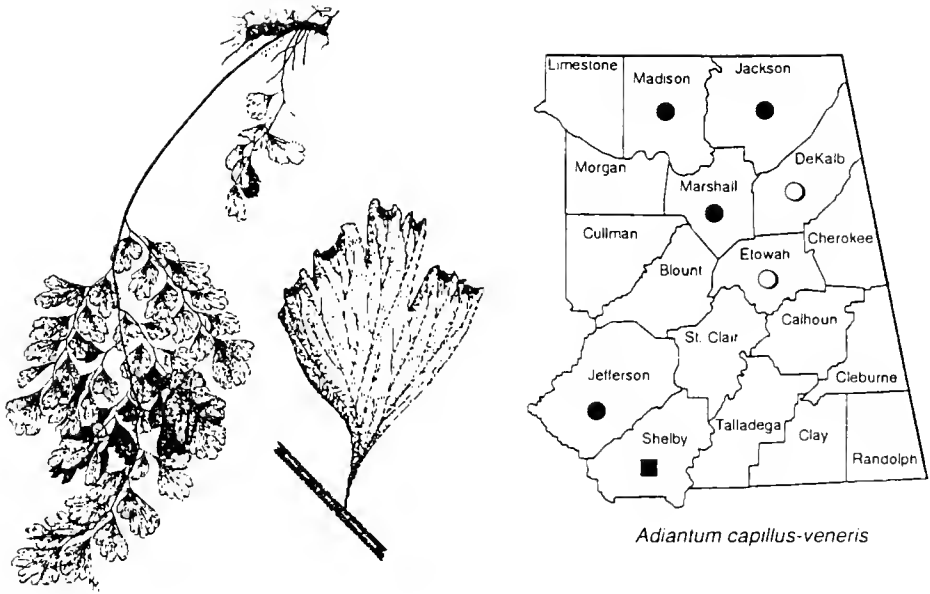 Limestone
Madison
Jackson
Morgan
Marshall
DeKalb
Cullman
Blount
Etowah
Cherokee
St. Clair
Calhoun
Jefferson
Cleburne
Shelby
Talladega
Clay
Randolph
Adiantum capillus-veneris